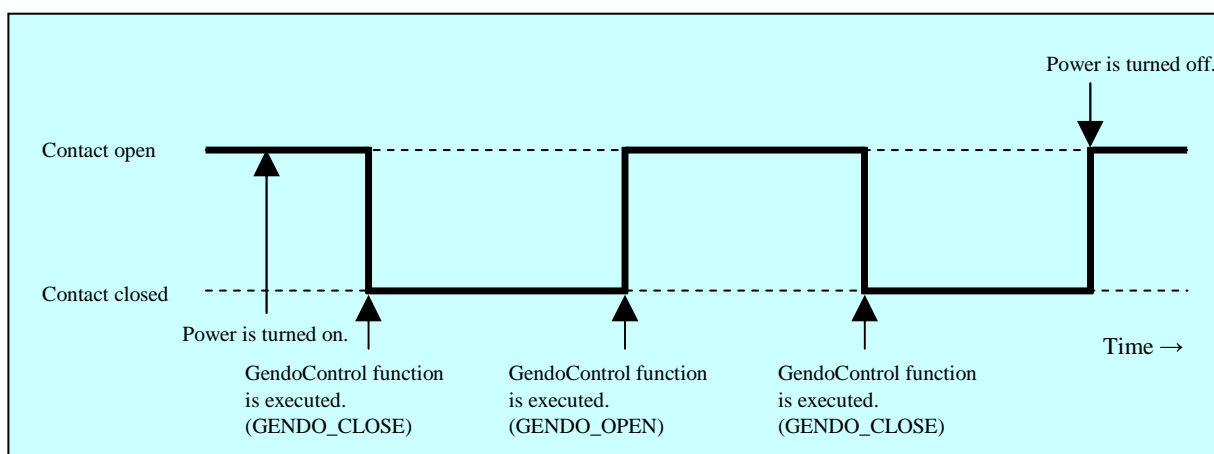 Power is turned off.
Contact open
Contact closed
Power is turned on.
Time →
GendoControl function
is executed.
(GENDO_CLOSE)
GendoControl function
is executed.
(GENDO_OPEN)
GendoControl function
is executed.
(GENDO_CLOSE)